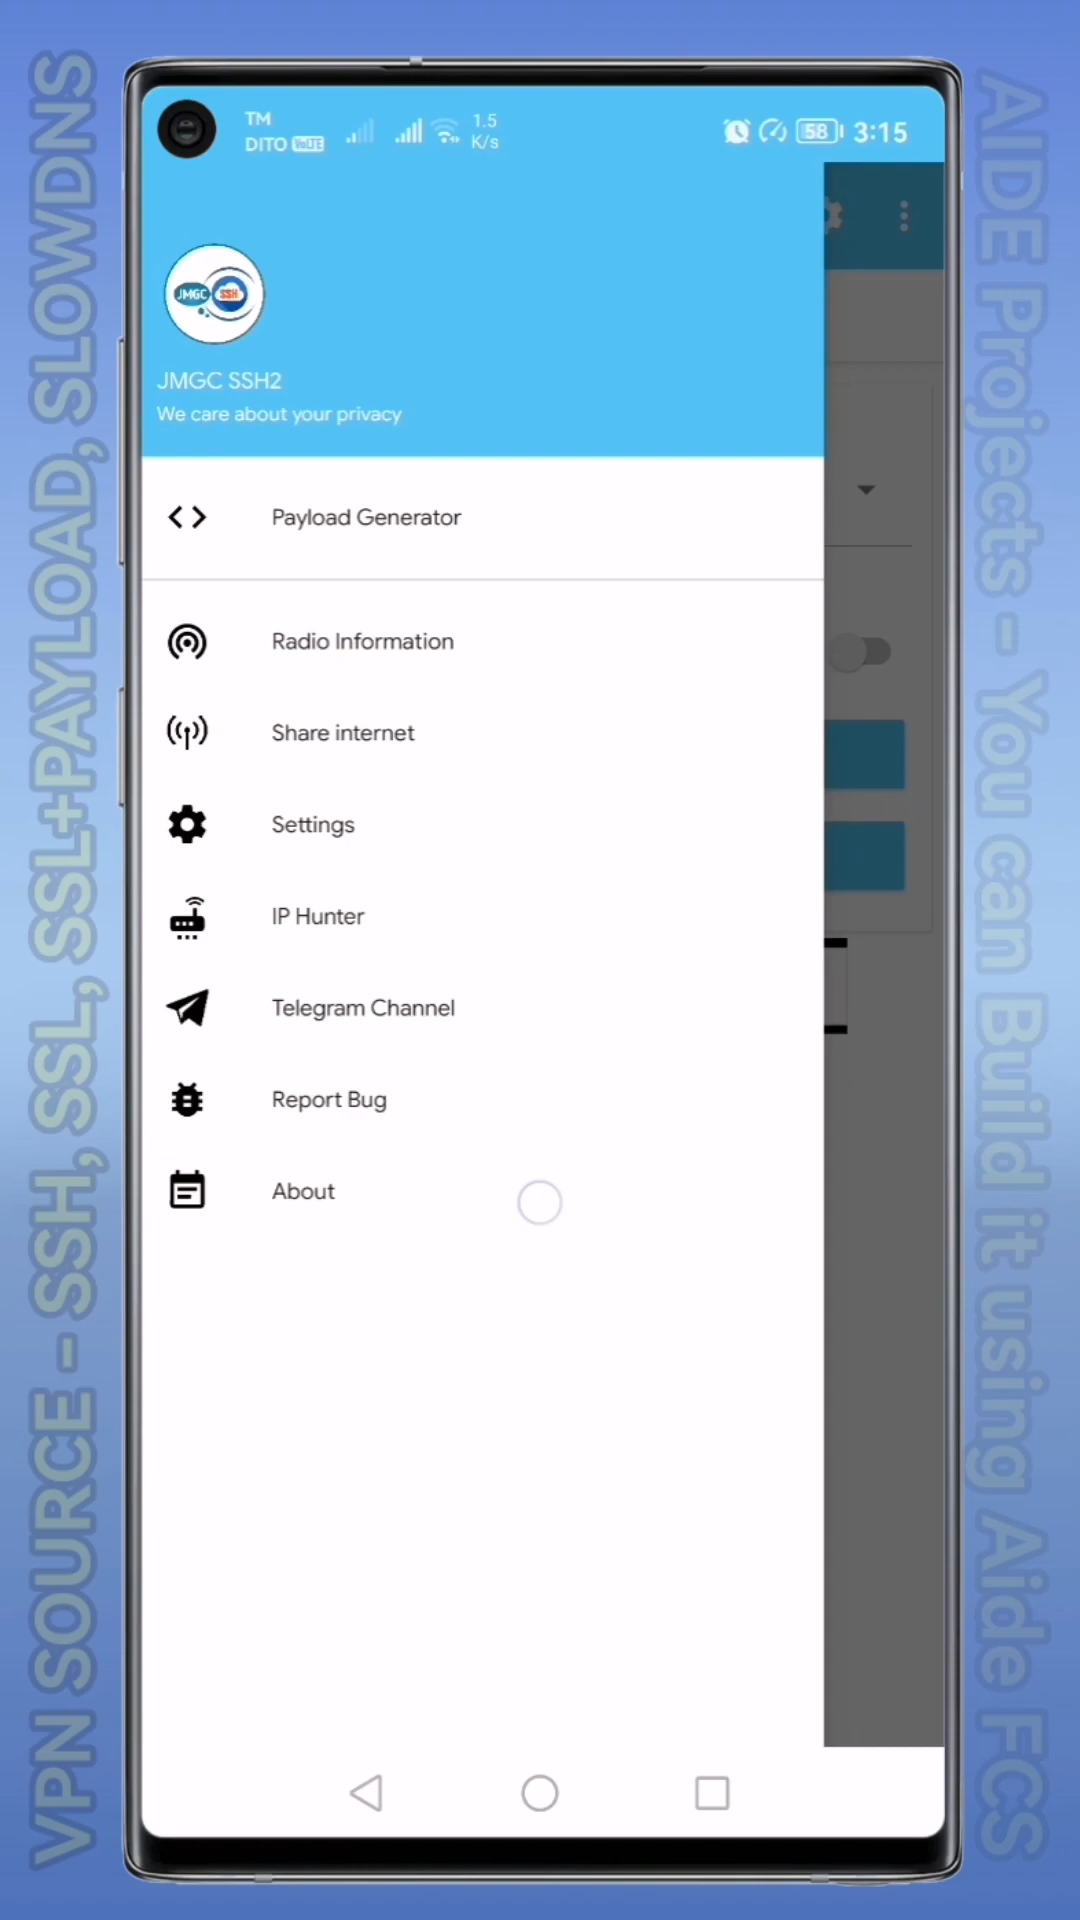 VPN SOURCE - SSH, SSL, SSL+PAYLOAD, SLOWDNS
TM
DITO VoLTE
1.5
K/s
58
3:15
JMGC SSH
JMGC SSH2
We care about your privacy
Payload Generator
Radio Information
Share internet
Settings
IP Hunter
Telegram Channel
Report Bug
About
AIDE Projects - You can Build it using Aide FCS